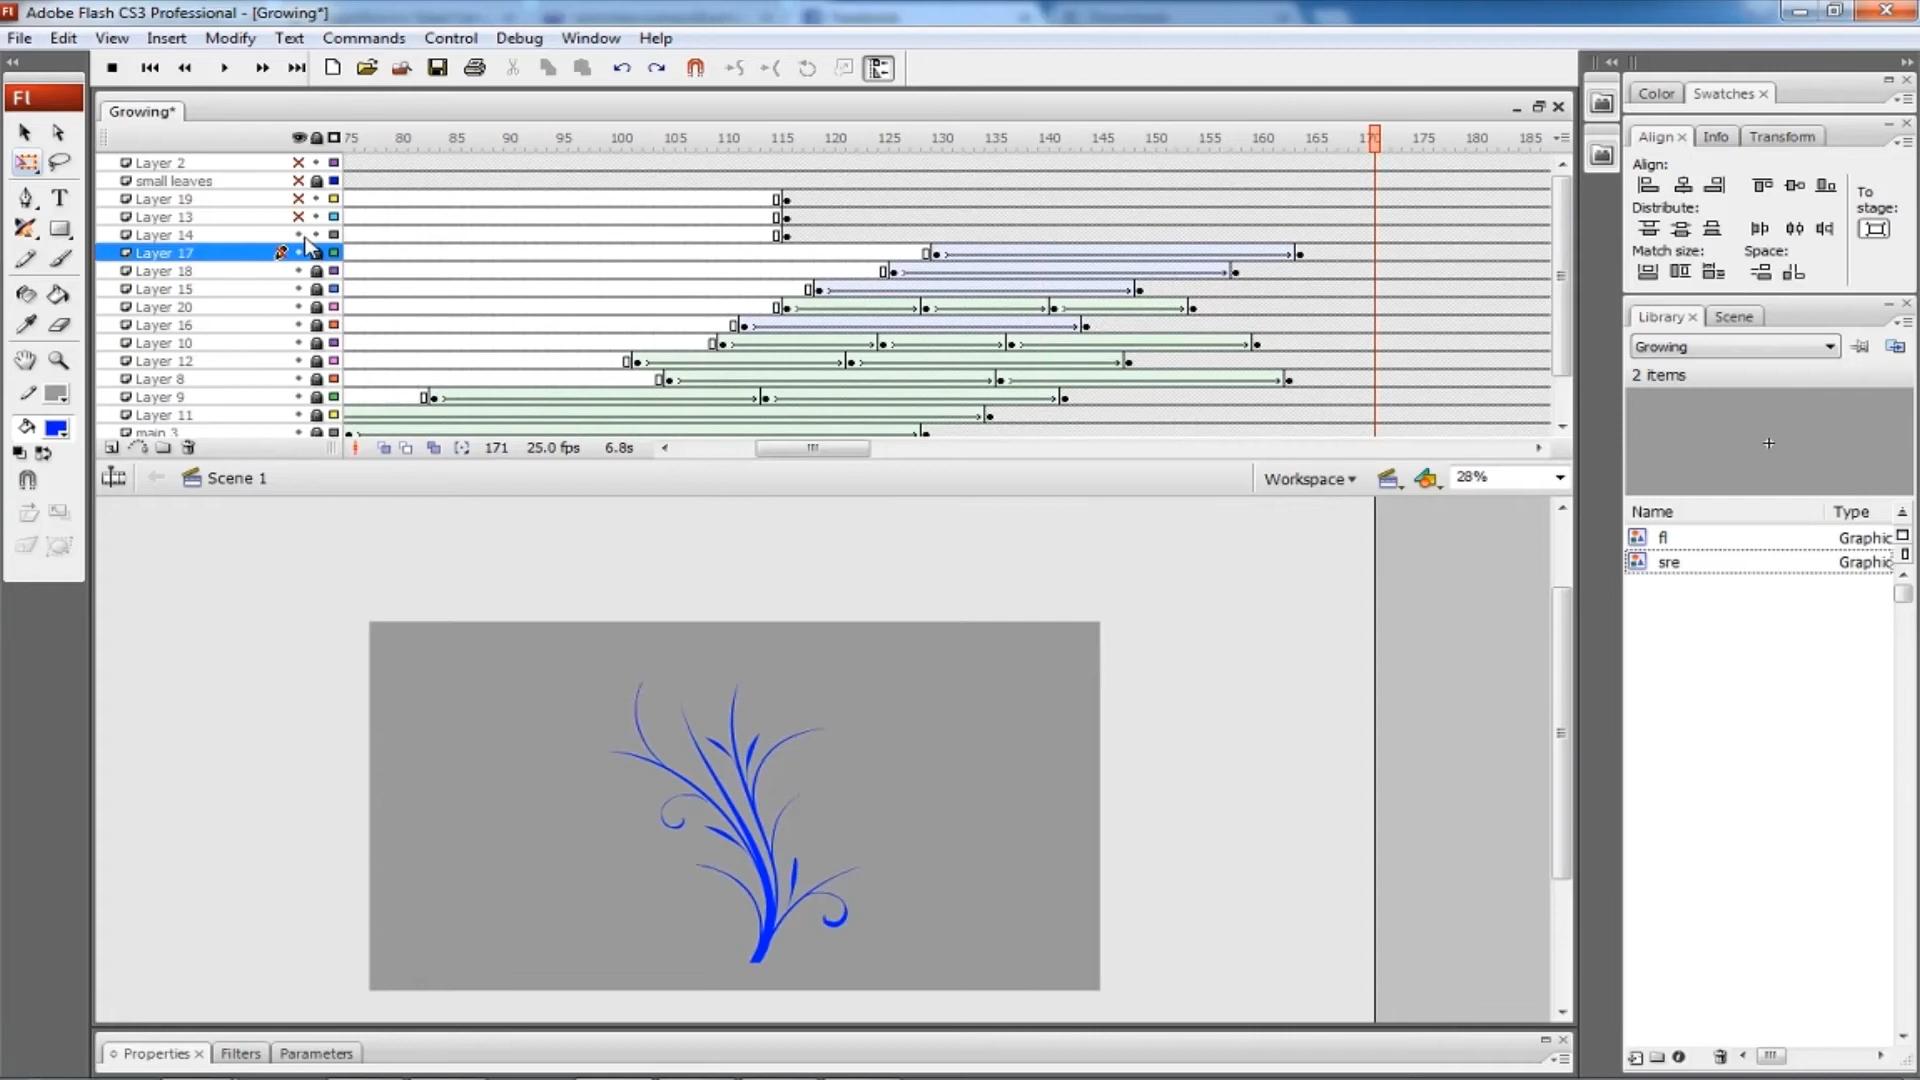 Fl Adobe Flash CS3 Professional - [Growing*]
File Edit View Insert Modify Text Commands Control Debug Window Help
Fl
Growing*
75 80 85 90 95 100 105 110 115 120 125 130 135 140 145 150 155 160 165 170 175 180 185
Layer 2
small leaves
Layer 19
Layer 13
Layer 14
Layer 17
Layer 18
Layer 15
Layer 20
Layer 16
Layer 10
Layer 12
Layer 8
Layer 9
Layer 11
main 3
171 25.0 fps 6.8s
Scene 1
Workspace
28%
Properties Filters Parameters
Color Swatches
Align Info Transform
Align:
To
stage:
Distribute:
Match size: Space:
Library Scene
Growing
2 items
Name Type
fl Graphic
sre Graphic